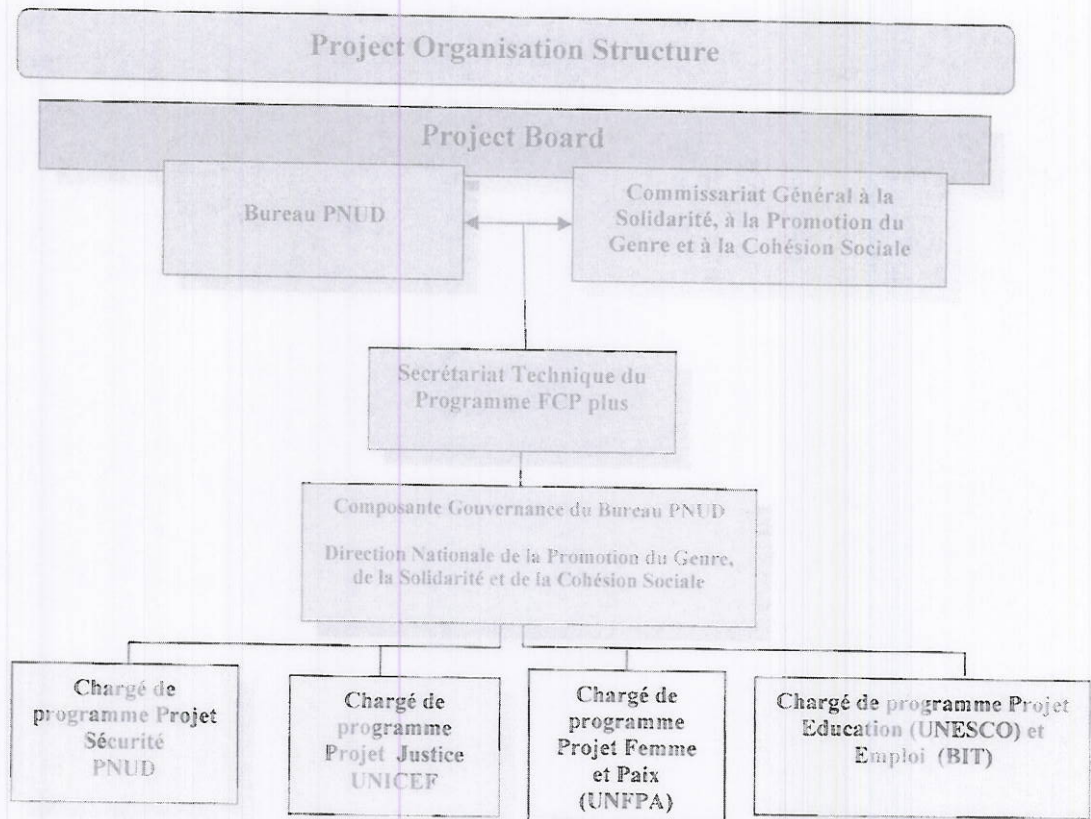 Project Organisation Structure
Project Board
Bureau PNUD
Commissariat Général à la
Solidarité, à la Promotion du
Genre et à la Cohésion Sociale
Secrétariat Technique du
Programme FCP plus
Composante Gouvernance du Bureau PNUD
Direction Nationale de la Promotion du Genre,
de la Solidarité et de la Cohésion Sociale
Chargé de
programme Projet
Sécurité
PNUD
Chargé de
programme
Projet Justice
UNICEF
Chargé de
programme
Projet Femme
et Paix
(UNFPA)
Chargé de programme Projet
Education (UNESCO) et
Emploi (BIT)